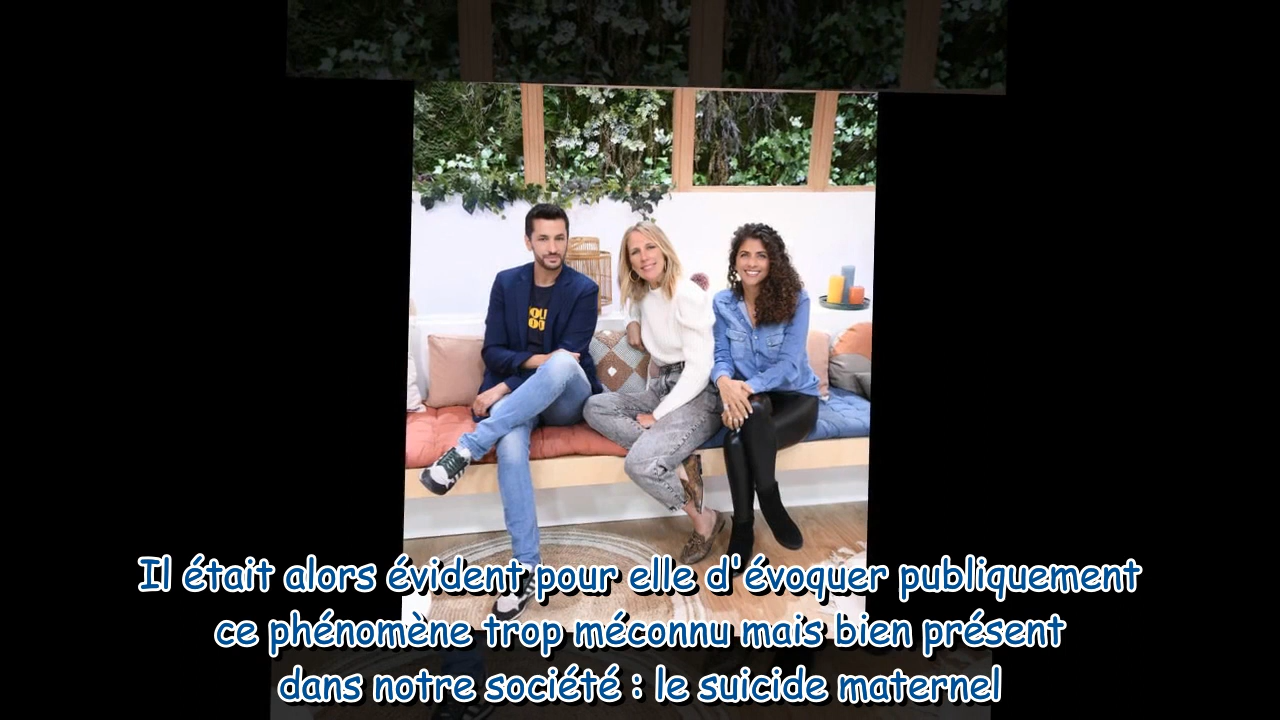 Il était alors évident pour elle d'évoquer publiquement
ce phénomène trop méconnu mais bien présent
dans notre société : le suicide maternel